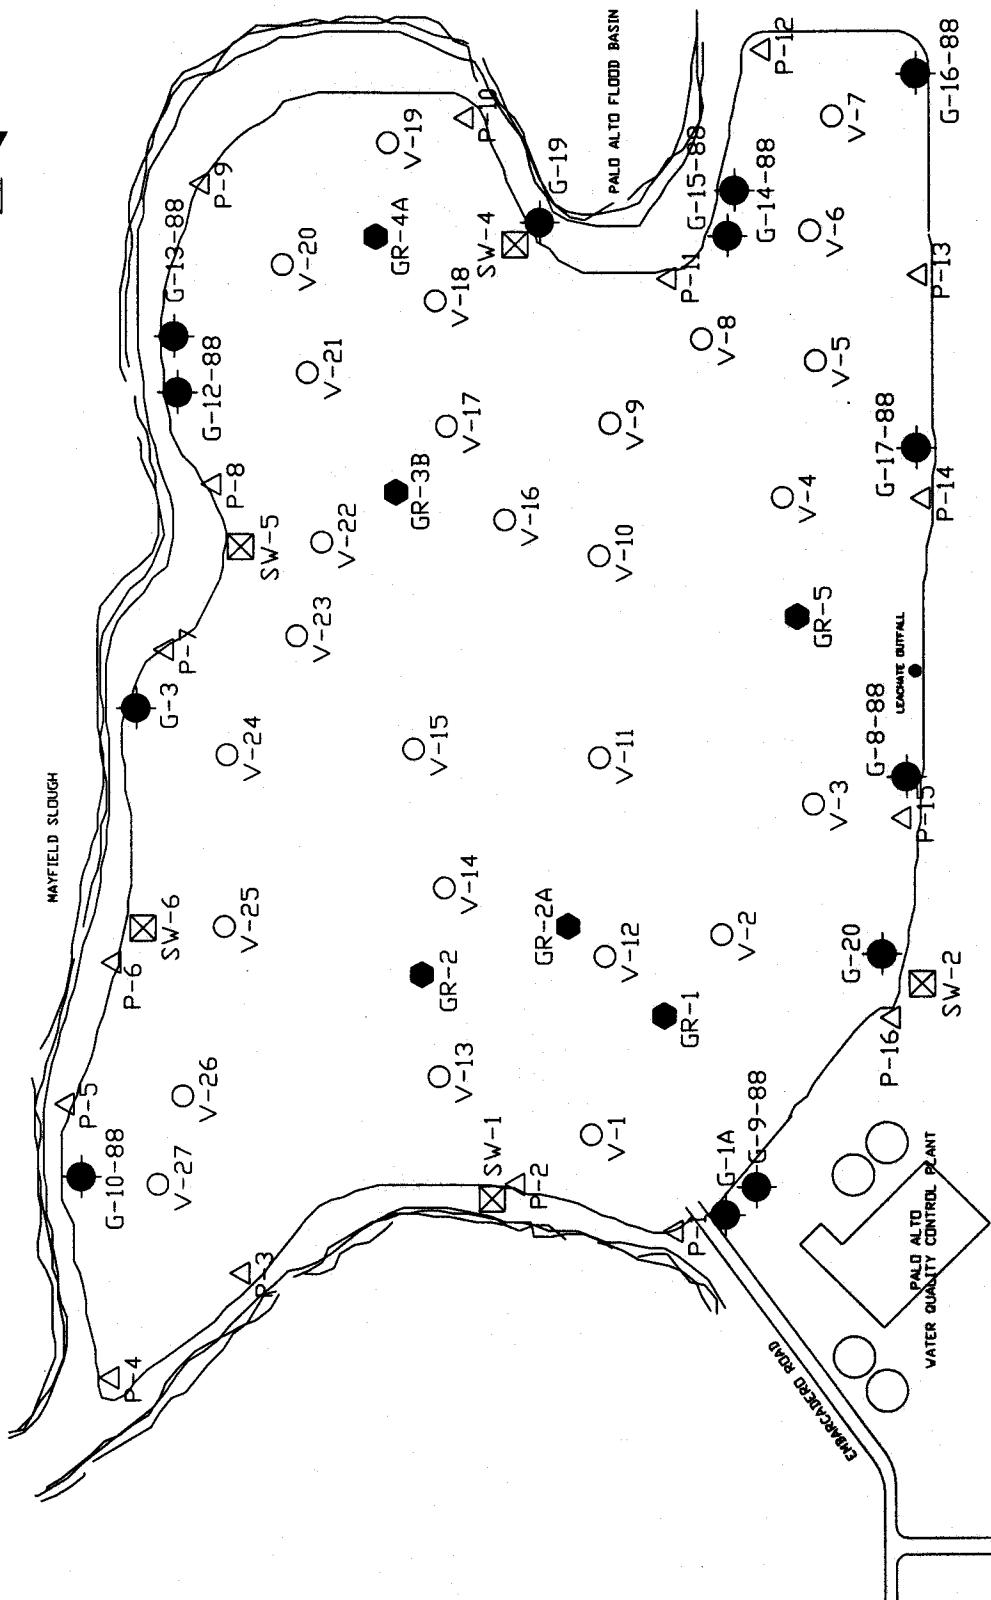 P-12
G-16-88
V-7
PALO ALTO FLOOD BASIN
P-10
V-19
P-9
G-19
G-15-88
G-14-88
V-6
P-13
SW-4
GR-4A
V-20
G-13-88
V-18
P-11
V-8
V-5
V-21
G-12-88
V-17
V-9
G-17-88
P-14
P-8
GR-3B
V-4
V-16
V-22
SW-5
V-10
GR-5
V-23
P-7
LEACHATE OUTFALL
G-3
G-8-88
V-24
V-15
V-11
V-3
P-15
MAYFIELD SLOUGH
V-14
V-25
SW-6
GR-2A
V-12
V-2
G-20
SW-2
P-6
GR-2
GR-1
P-16
V-13
V-26
P-5
V-1
SW-1
G-1A
G-9-88
G-10-88
V-27
P-2
P-3
P-4
PALO ALTO
WATER QUALITY CONTROL PLANT
EMBARCADERO ROAD